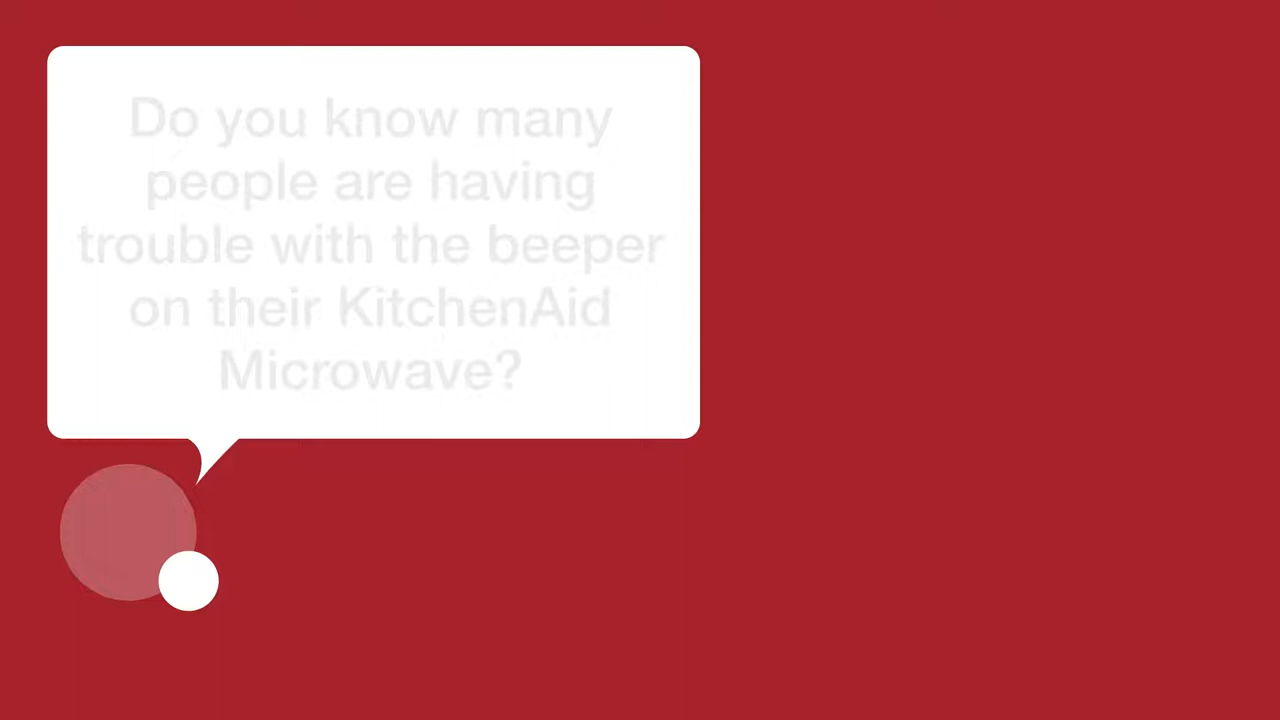 Do you know many
people are having
trouble with the beeper
on their KitchenAid
Microwave?